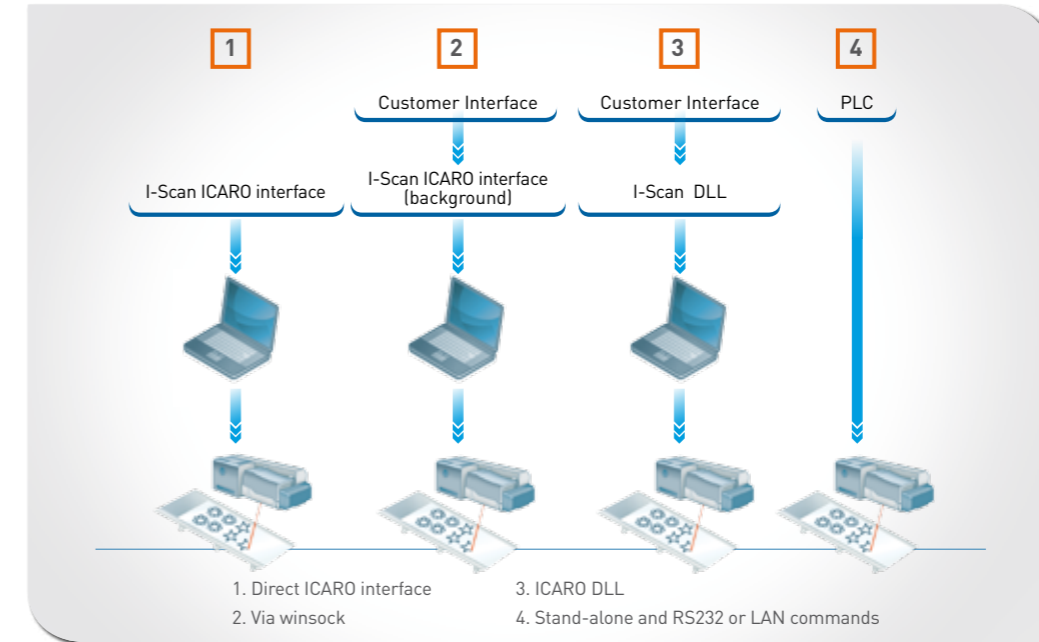 1
2
3
4
Customer Interface
Customer Interface
PLC
I-Scan ICARO interface
I-Scan ICARO interface
(background)
I-Scan DLL
1. Direct ICARO interface
2. Via winsock
3. ICARO DLL
4. Stand-alone and RS232 or LAN commands